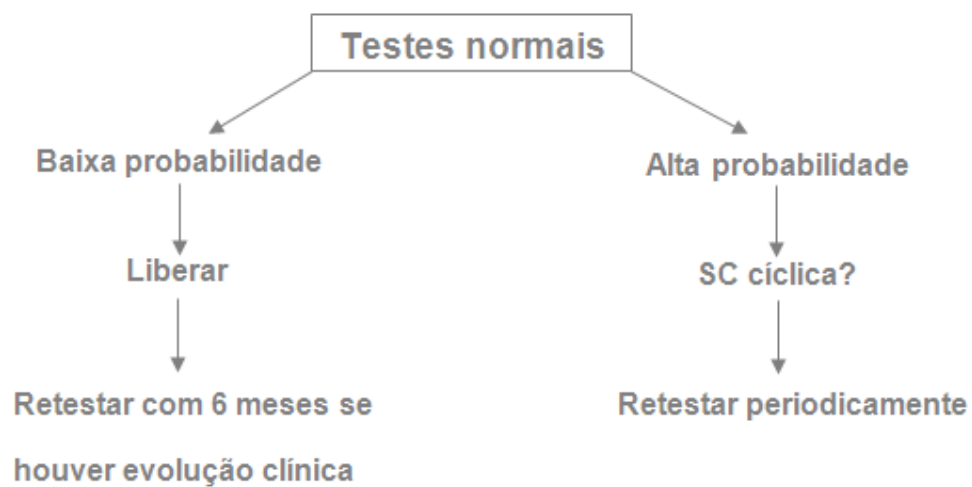 Testes normais
Baixa probabilidade
Alta probabilidade
Liberar
SC cíclica?
Retestar com 6 meses se
houver evolução clínica
Retestar periodicamente